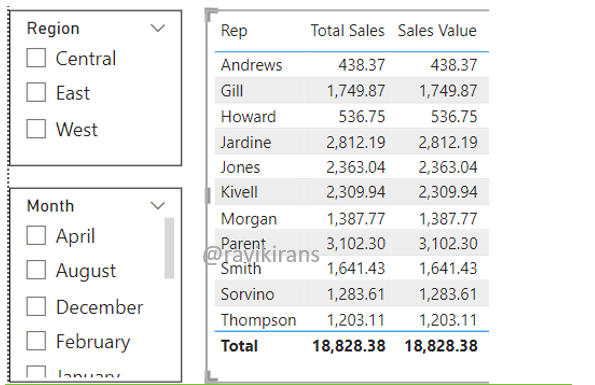 Region
Central
East
West
Month
April
August
December
February
January
Rep Total Sales Sales Value
Andrews 438.37 438.37
Gill 1,749.87 1,749.87
Howard 536.75 536.75
Jardine 2,812.19 2,812.19
Jones 2,363.04 2,363.04
Kivell 2,309.94 2,309.94
Morgan 1,387.77 1,387.77
Parent 3,102.30 3,102.30
@ravikirans
Smith 1,641.43 1,641.43
Sorvino 1,283.61 1,283.61
Thompson 1,203.11 1,203.11
Total 18,828.38 18,828.38